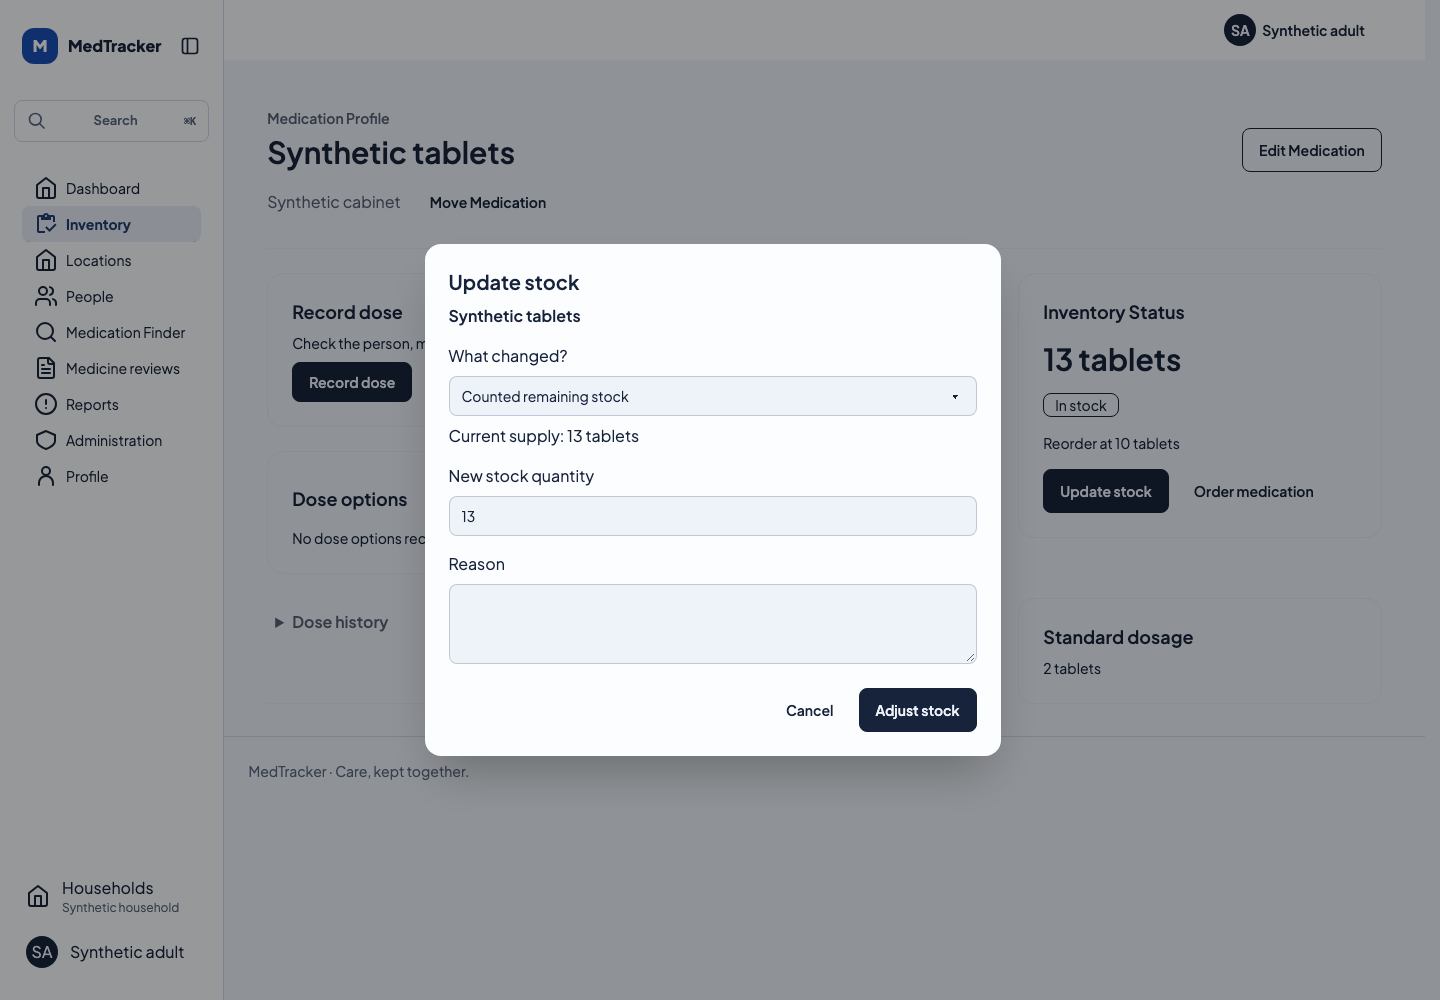 M MedTracker
Search ⌘K
Dashboard
Inventory
Locations
People
Medication Finder
Medicine reviews
Reports
Administration
Profile
Households
Synthetic household
SA Synthetic adult
SA Synthetic adult
Medication Profile
Synthetic tablets
Synthetic cabinet Move Medication
Edit Medication
Record dose
Check the person, m
Record dose
Dose options
No dose options rec
Dose history
Update stock
Synthetic tablets
What changed?
Counted remaining stock
Current supply: 13 tablets
New stock quantity
13
Reason
Cancel Adjust stock
Inventory Status
13 tablets
In stock
Reorder at 10 tablets
Update stock Order medication
Standard dosage
2 tablets
MedTracker · Care, kept together.